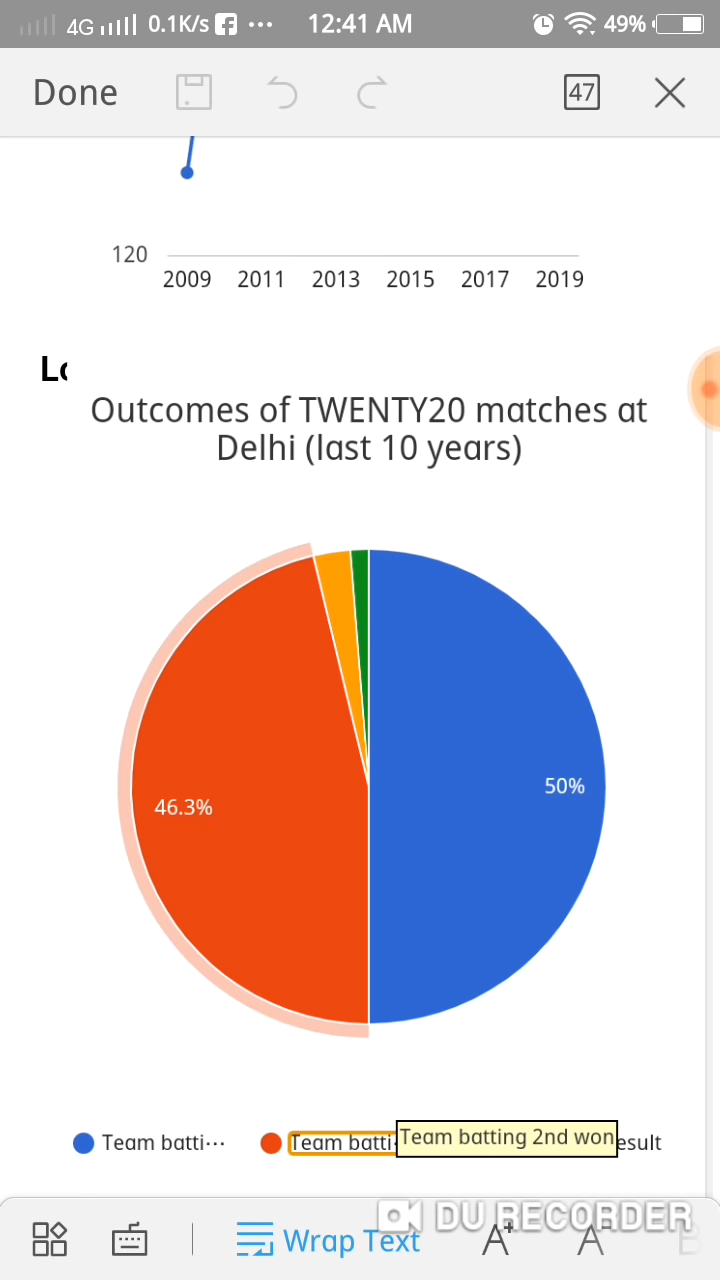 4G 0.1K/s 12:41 AM 49%
Done 47
120
2009 2011 2013 2015 2017 2019
Outcomes of TWENTY20 matches at
Delhi (last 10 years)
46.3% 50%
Team batti… Team batti Team batting 2nd won esult
DU RECORDER
Wrap Text A+ A- B